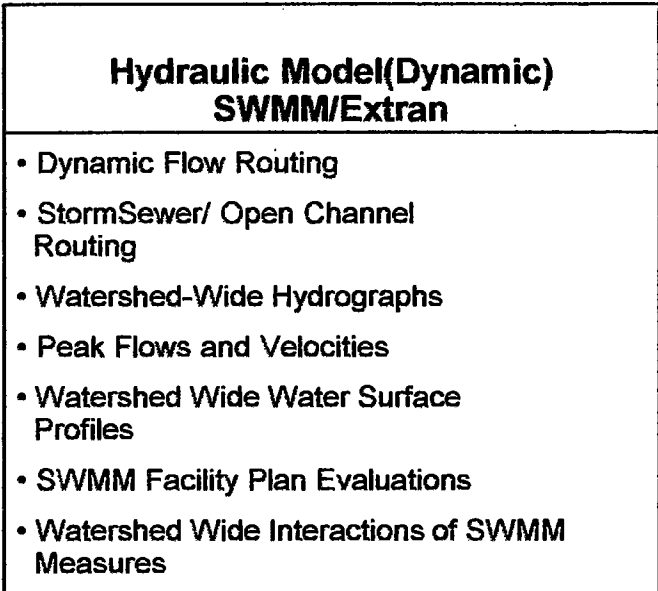 Hydraulic Model(Dynamic)
SWMM/Extran
• Dynamic Flow Routing
• StormSewer/ Open Channel
Routing
• Watershed-Wide Hydrographs
• Peak Flows and Velocities
• Watershed Wide Water Surface
Profiles
• SWMM Facility Plan Evaluations
• Watershed Wide Interactions of SWMM
Measures